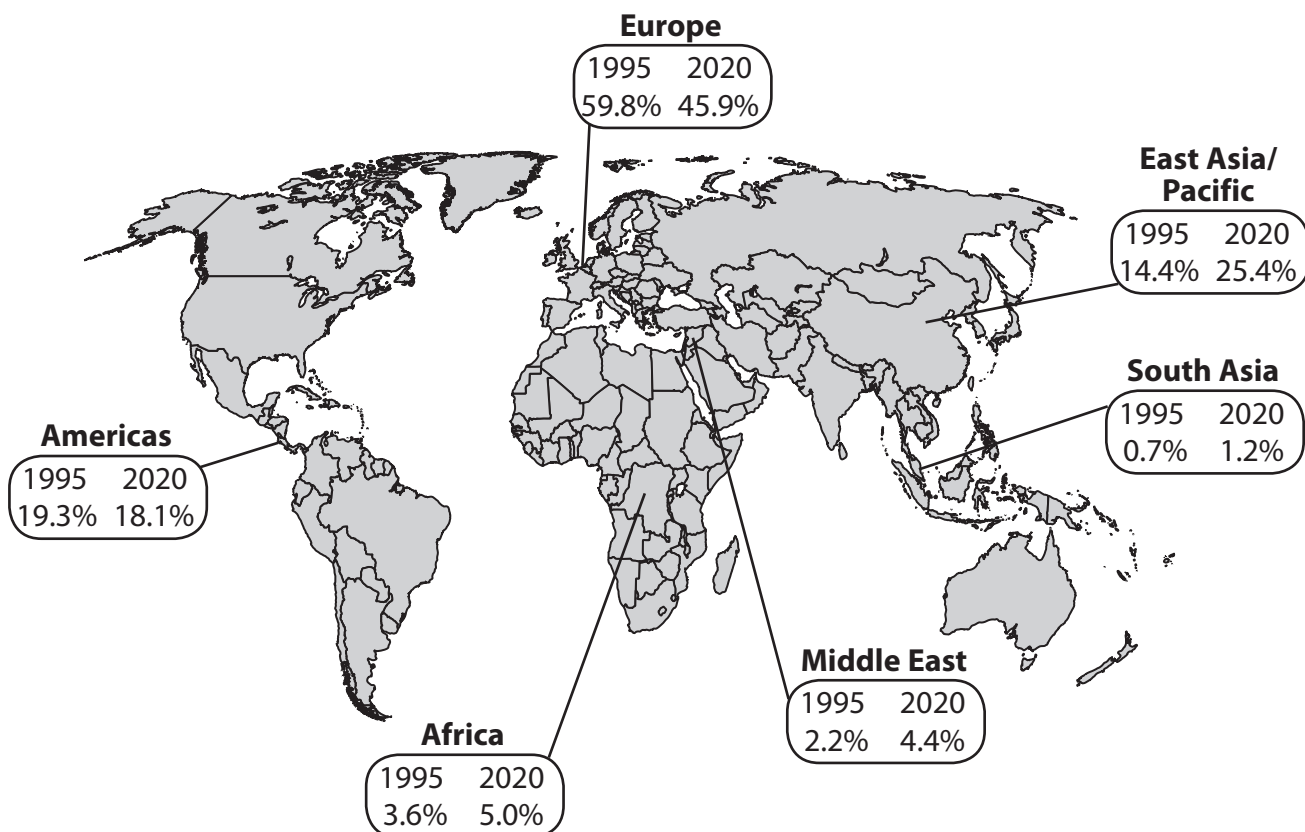 Europe
1995 2020
59.8% 45.9%
East Asia/
Pacific
1995 2020
14.4% 25.4%
South Asia
1995 2020
0.7% 1.2%
Americas
1995 2020
19.3% 18.1%
Middle East
1995 2020
2.2% 4.4%
Africa
1995 2020
3.6% 5.0%